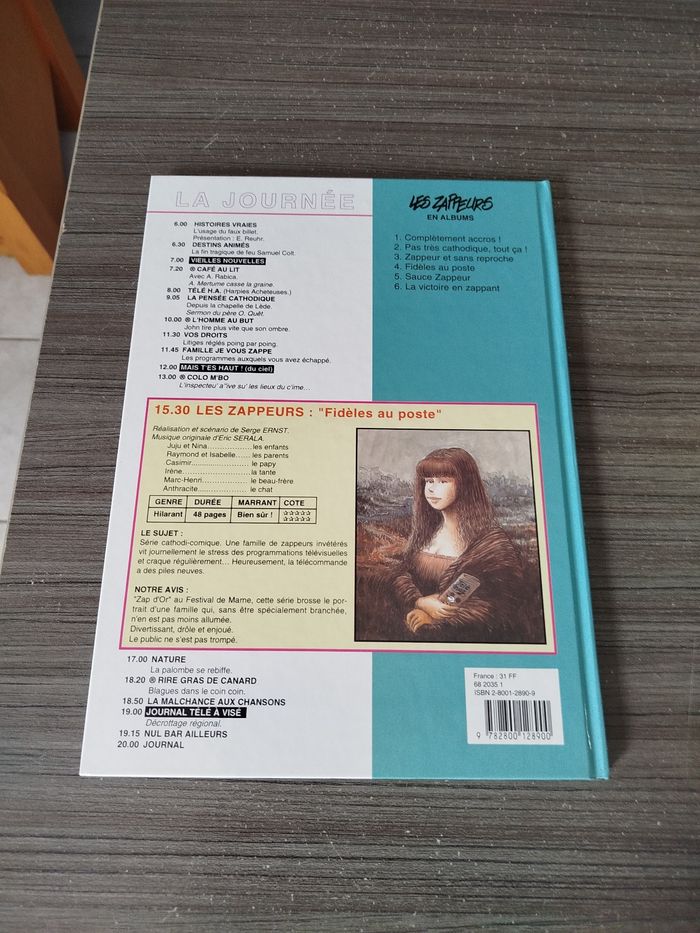 LA JOURNÉE
6.00 HISTOIRES VRAIES
L'usage du faux billet.
Présentation : E. Reuhr.
6.30 DESTINS ANIMÉS
La fin tragique de feu Samuel Colt.
7.00 VIEILLES NOUVELLES
7.20 ® CAFÉ AU LIT
Avec A. Rabica.
A. Mertume casse la graine.
8.00 TÉLÉ H.A. (Harpies Acheteuses.)
9.05 LA PENSÉE CATHODIQUE
Depuis la chapelle de Lède.
Sermon du père O. Quêt.
10.00 ® L'HOMME AU BUT
John tire plus vite que son ombre.
11.30 VOS DROITS
Litiges réglés poing par poing.
11.45 FAMILLE JE VOUS ZAPPE
Les programmes auxquels vous avez échappé.
12.00 MAIS T'ES HAUT ! (du ciel)
13.00 ® COLO M'BO
L'inspecteu' a''ive su' les lieux du c'ime...
LES ZAPPEURS
EN ALBUMS
1. Complètement accros !
2. Pas très cathodique, tout ça !
3. Zappeur et sans reproche
4. Fidèles au poste
5. Sauce Zappeur
6. La victoire en zappant
15.30 LES ZAPPEURS : "Fidèles au poste"
Réalisation et scénario de Serge ERNST.
Musique originale d'Eric SERALA.
Juju et Nina.................... les enfants
Raymond et Isabelle...... les parents
Casimir........................ le papy
Irène............................ la tante
Marc-Henri.................... le beau-frère
Anthracite...................... le chat
GENRE DURÉE MARRANT COTE
Hilarant 48 pages Bien sûr ! ☆☆☆☆☆
☆☆☆☆☆
LE SUJET :
Série cathodi-comique. Une famille de zappeurs invétérés
vit journellement le stress des programmations télévisuelles
et craque régulièrement... Heureusement, la télécommande
a des piles neuves.
NOTRE AVIS :
"Zap d'Or" au Festival de Marne, cette série brosse le por-
trait d'une famille qui, sans être spécialement branchée,
n'en est pas moins allumée.
Divertissant, drôle et enjoué.
Le public ne s'est pas trompé.
17.00 NATURE
La palombe se rebiffe.
18.20 ® RIRE GRAS DE CANARD
Blagues dans le coin coin.
18.50 LA MALCHANCE AUX CHANSONS
19.00 JOURNAL TÉLÉ À VISÉ
Décrottage régional.
19.15 NUL BAR AILLEURS
20.00 JOURNAL
France : 31 FF
68 2035 1
ISBN 2-8001-2890-9
9 782800 128900